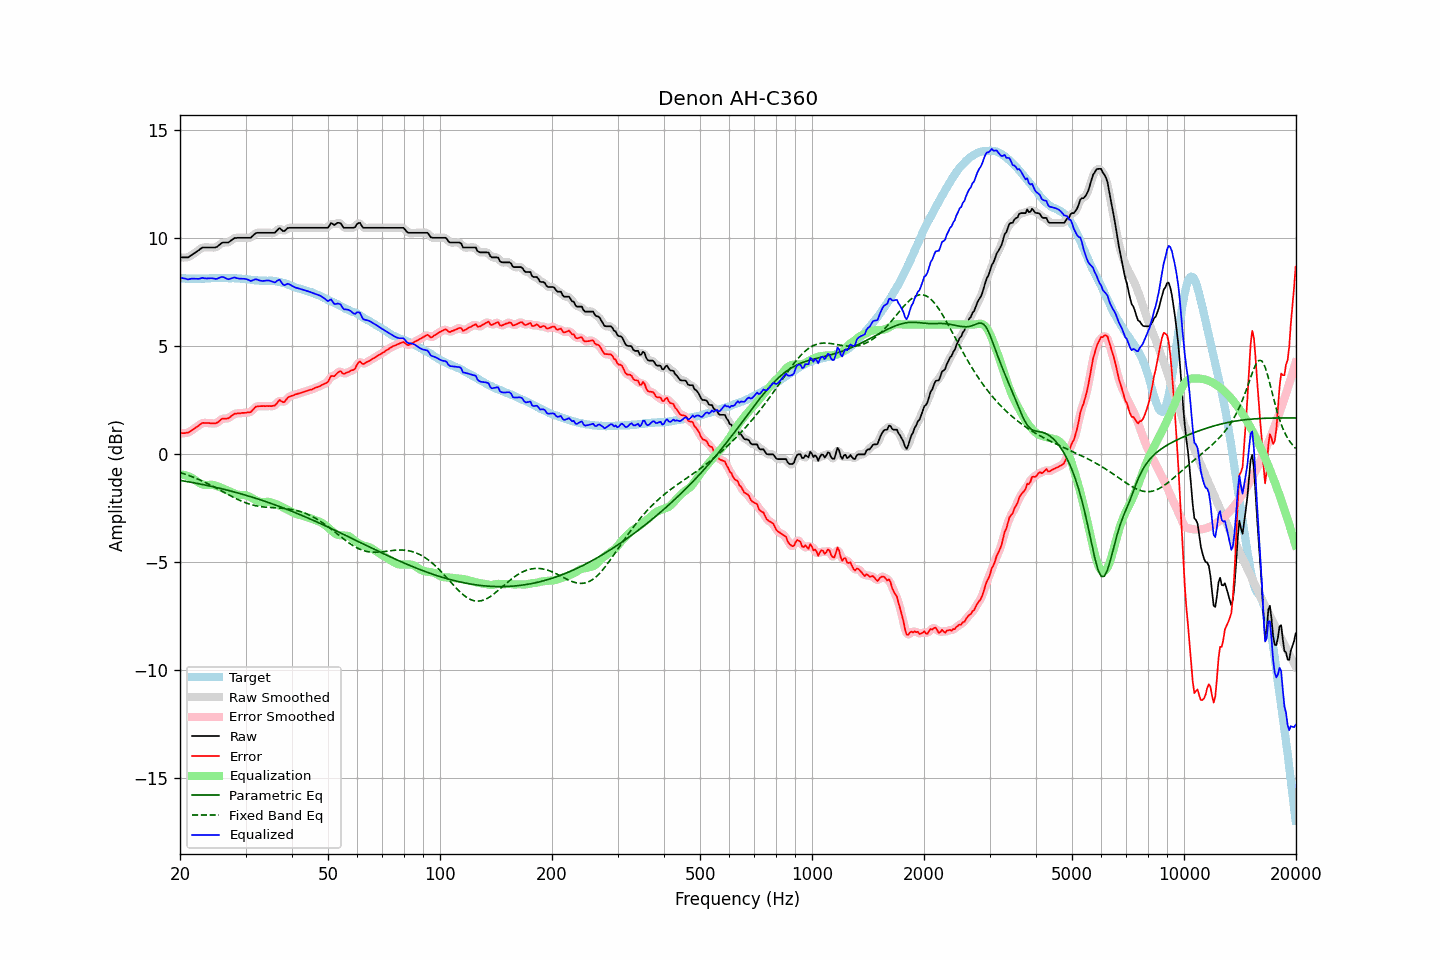 Denon AH-C360
15
10
5
0
−5
−10
−15
Amplitude (dBr)
Target
Raw Smoothed
Error Smoothed
Raw
Error
Equalization
Parametric Eq
Fixed Band Eq
Equalized
20
50
100
200
500
1000
2000
5000
10000
20000
Frequency (Hz)